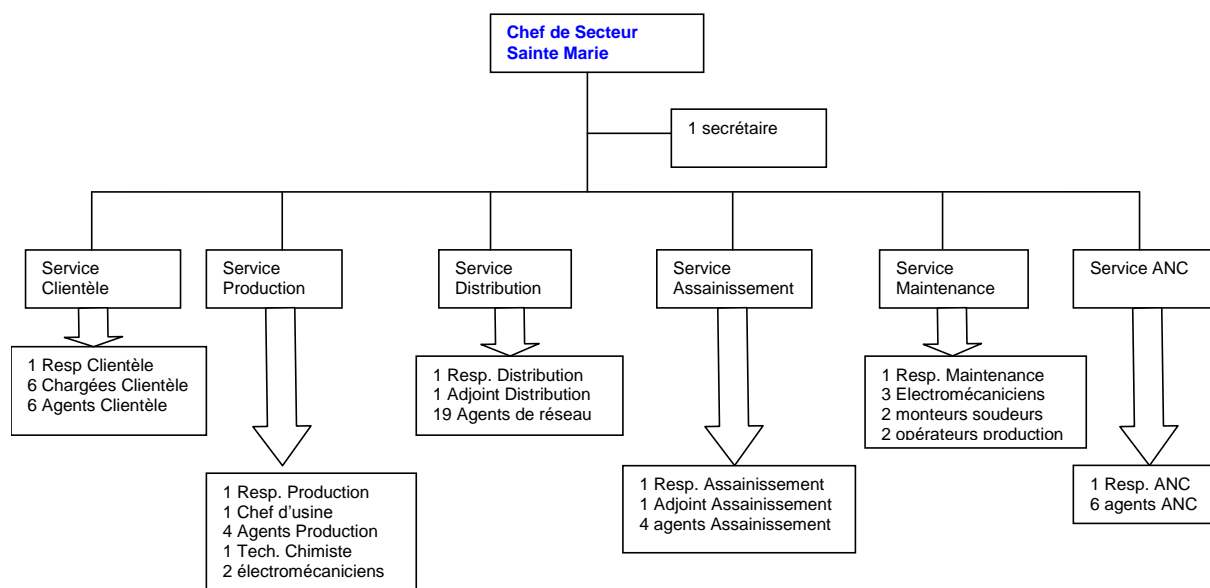 Chef de Secteur
Sainte Marie
1 secrétaire
Service
Clientèle
Service
Production
Service
Distribution
Service
Assainissement
Service
Maintenance
Service ANC
1 Resp Clientèle
6 Chargées Clientèle
6 Agents Clientèle
1 Resp. Production
1 Chef d'usine
4 Agents Production
1 Tech. Chimiste
2 électromécaniciens
1 Resp. Distribution
1 Adjoint Distribution
19 Agents de réseau
1 Resp. Assainissement
1 Adjoint Assainissement
4 agents Assainissement
1 Resp. Maintenance
3 Electromécaniciens
2 monteurs soudeurs
2 opérateurs production
1 Resp. ANC
6 agents ANC